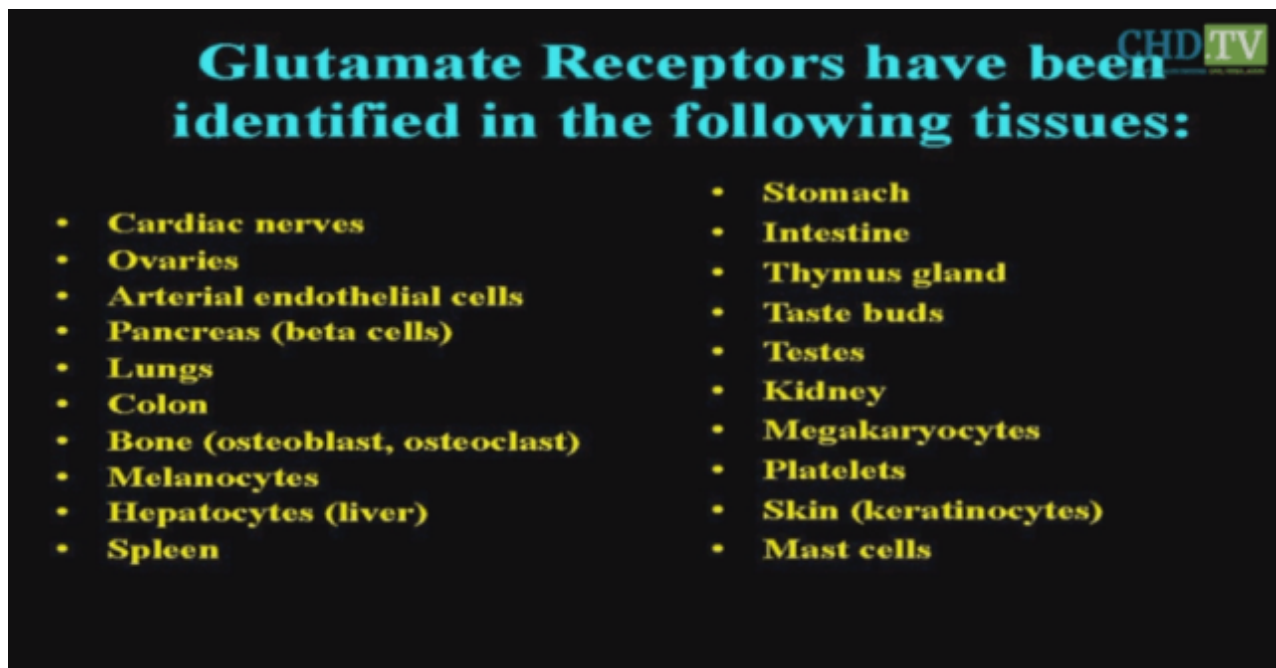 CHD.TV
Glutamate Receptors have been
identified in the following tissues:
• Cardiac nerves
• Ovaries
• Arterial endothelial cells
• Pancreas (beta cells)
• Lungs
• Colon
• Bone (osteoblast, osteoclast)
• Melanocytes
• Hepatocytes (liver)
• Spleen
• Stomach
• Intestine
• Thymus gland
• Taste buds
• Testes
• Kidney
• Megakaryocytes
• Platelets
• Skin (keratinocytes)
• Mast cells